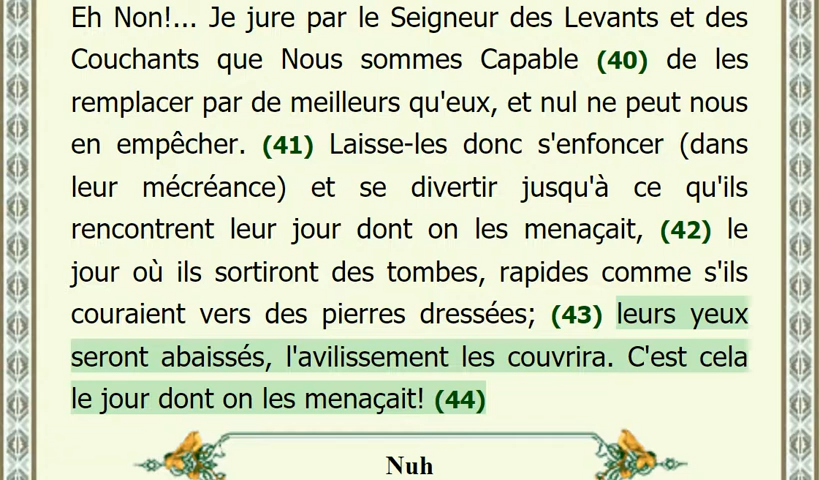 Eh Non!... Je jure par le Seigneur des Levants et des
Couchants que Nous sommes Capable (40) de les
remplacer par de meilleurs qu'eux, et nul ne peut nous
en empêcher. (41) Laisse-les donc s'enfoncer (dans
leur mécréance) et se divertir jusqu'à ce qu'ils
rencontrent leur jour dont on les menaçait, (42) le
jour où ils sortiront des tombes, rapides comme s'ils
couraient vers des pierres dressées; (43) leurs yeux
seront abaissés, l'avilissement les couvrira. C'est cela
le jour dont on les menaçait! (44)
Nuh